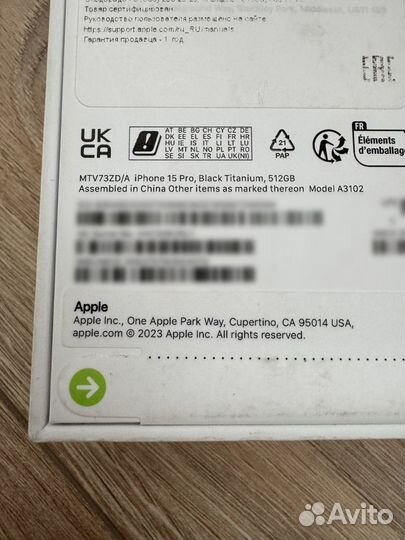 Товар сертифицирован.
Руководство пользователя размещено на сайте:
https://support.apple.com/ru_RU/manuals
Гарантия продавца - 1 год
EAC
UK
CA
AT BE BG CH CY CZ DE
DK EE EL ES FI FR HR
HU IE IS IT LI LT LU
LV MT NL NO PL PT RO
SE SI SK TR UK(NI)
21
PAP
FR
Éléments
d'emballag
MTV73ZD/A iPhone 15 Pro, Black Titanium, 512GB
Assembled in China Other items as marked thereon Model A3102
Apple
Apple Inc., One Apple Park Way, Cupertino, CA 95014 USA,
apple.com © 2023 Apple Inc. All rights reserved.
Avito